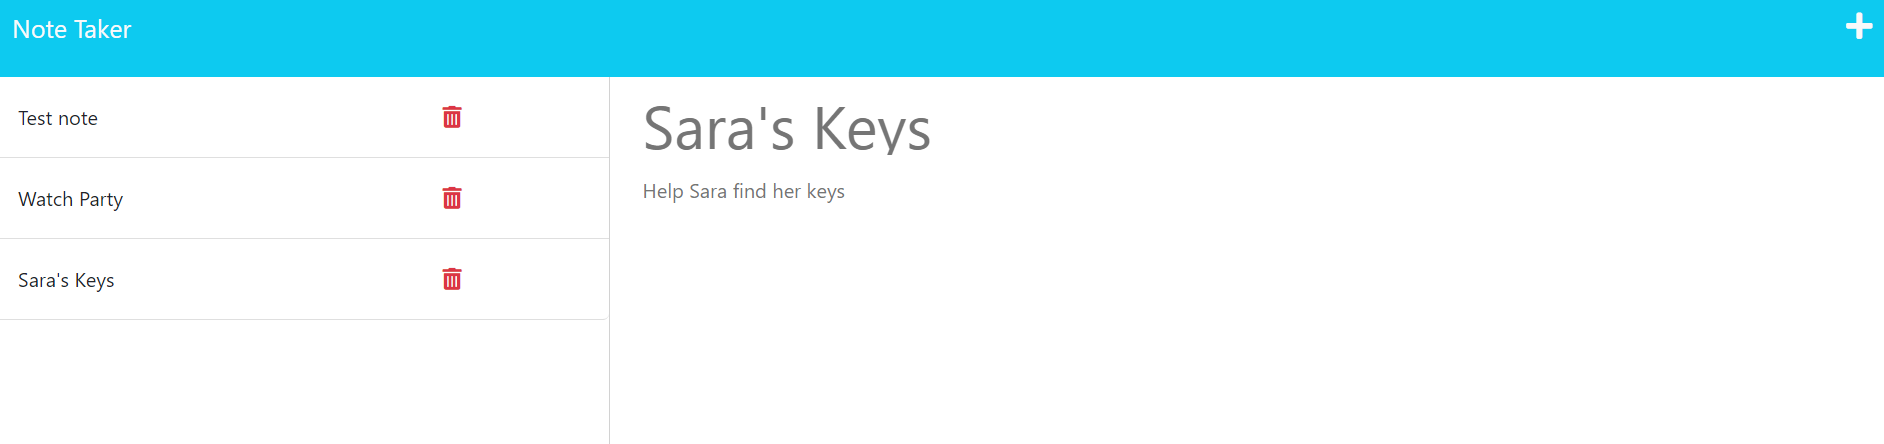 Note Taker
Test note
Watch Party
Sara's Keys
Sara's Keys
Help Sara find her keys